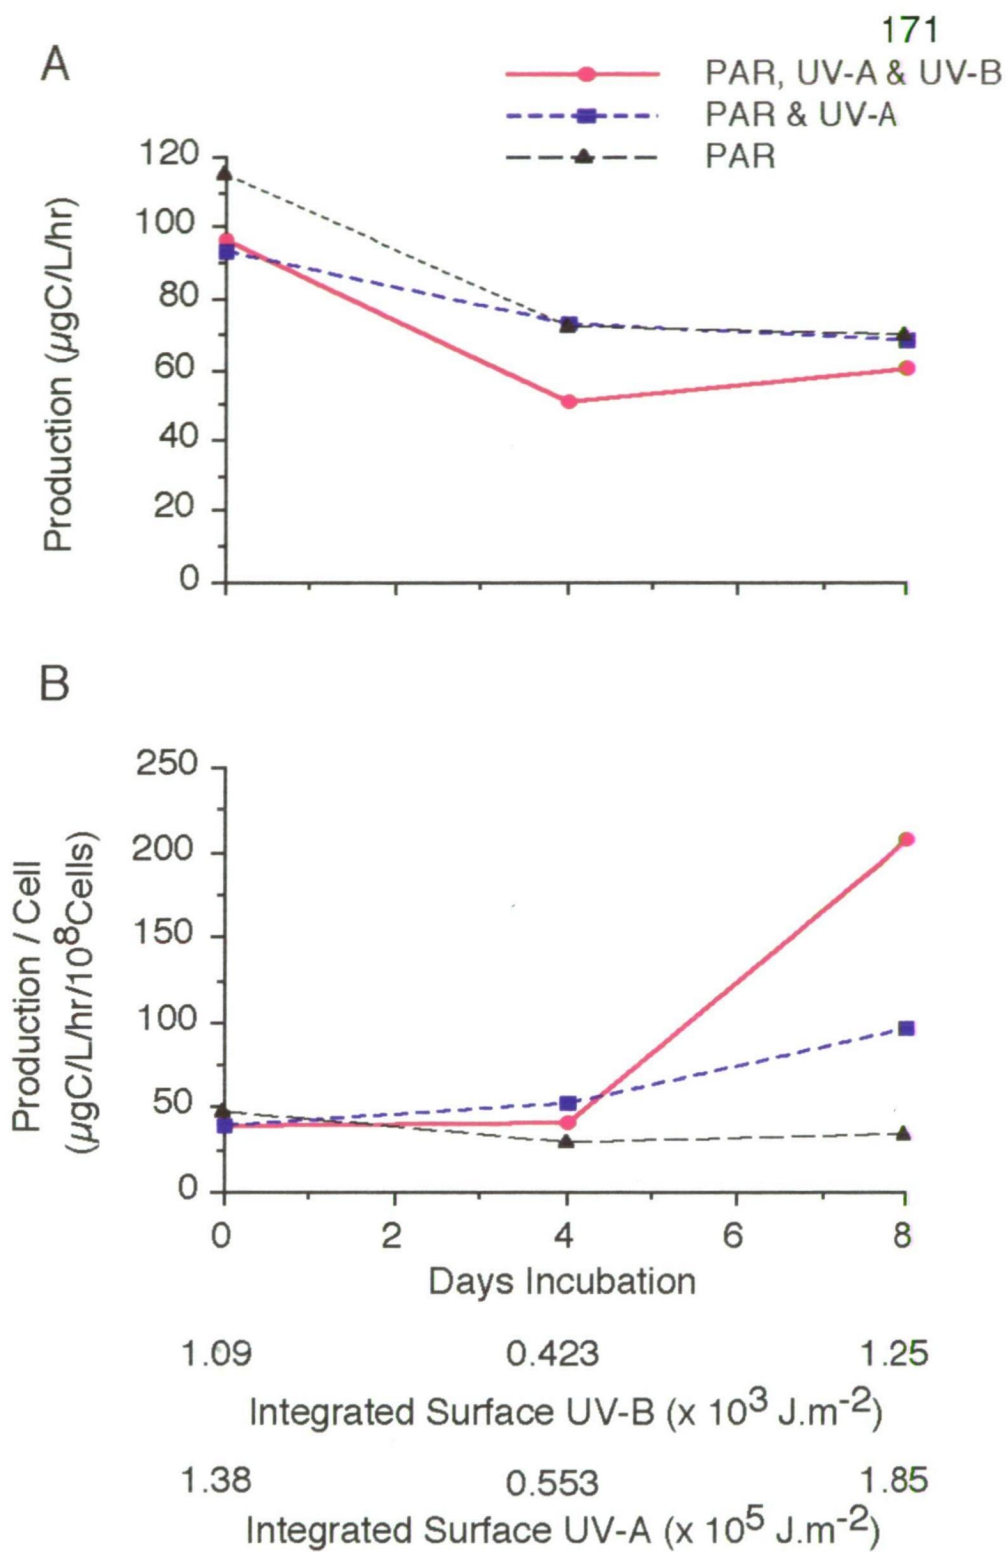 171
A
PAR, UV-A & UV-B
PAR & UV-A
PAR
120
100
80
60
40
20
0
Production (µgC/L/hr)
B
250
200
150
100
50
0
Production / Cell
(µgC/L/hr/10⁸Cells)
0 2 4 6 8
Days Incubation
1.09 0.423 1.25
Integrated Surface UV-B (x 10³ J.m⁻²)
1.38 0.553 1.85
Integrated Surface UV-A (x 10⁵ J.m⁻²)